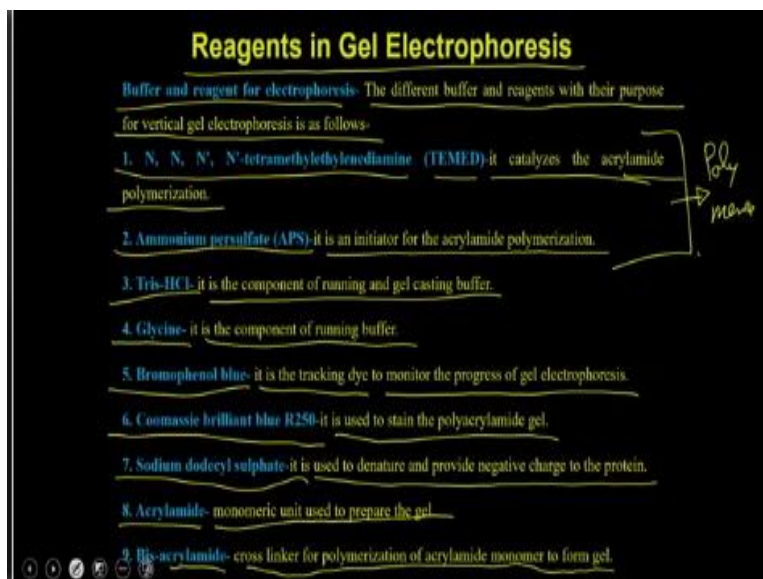 Reagents in Gel Electrophoresis
Buffer and reagent for electrophoresis- The different buffer and reagents with their purpose
for vertical gel electrophoresis is as follows-
1. N, N, N', N'-tetramethylethylenediamine (TEMED)-it catalyzes the acrylamide
polymerization.
2. Ammonium persulfate (APS)-it is an initiator for the acrylamide polymerization.
3. Tris-HCl- it is the component of running and gel casting buffer.
4. Glycine- it is the component of running buffer.
5. Bromophenol blue- it is the tracking dye to monitor the progress of gel electrophoresis.
6. Coomassie brilliant blue R250-it is used to stain the polyacrylamide gel.
7. Sodium dodecyl sulphate-it is used to denature and provide negative charge to the protein.
8. Acrylamide- monomeric unit used to prepare the gel
9. Bis-acrylamide- cross linker for polymerization of acrylamide monomer to form gel.
Poly